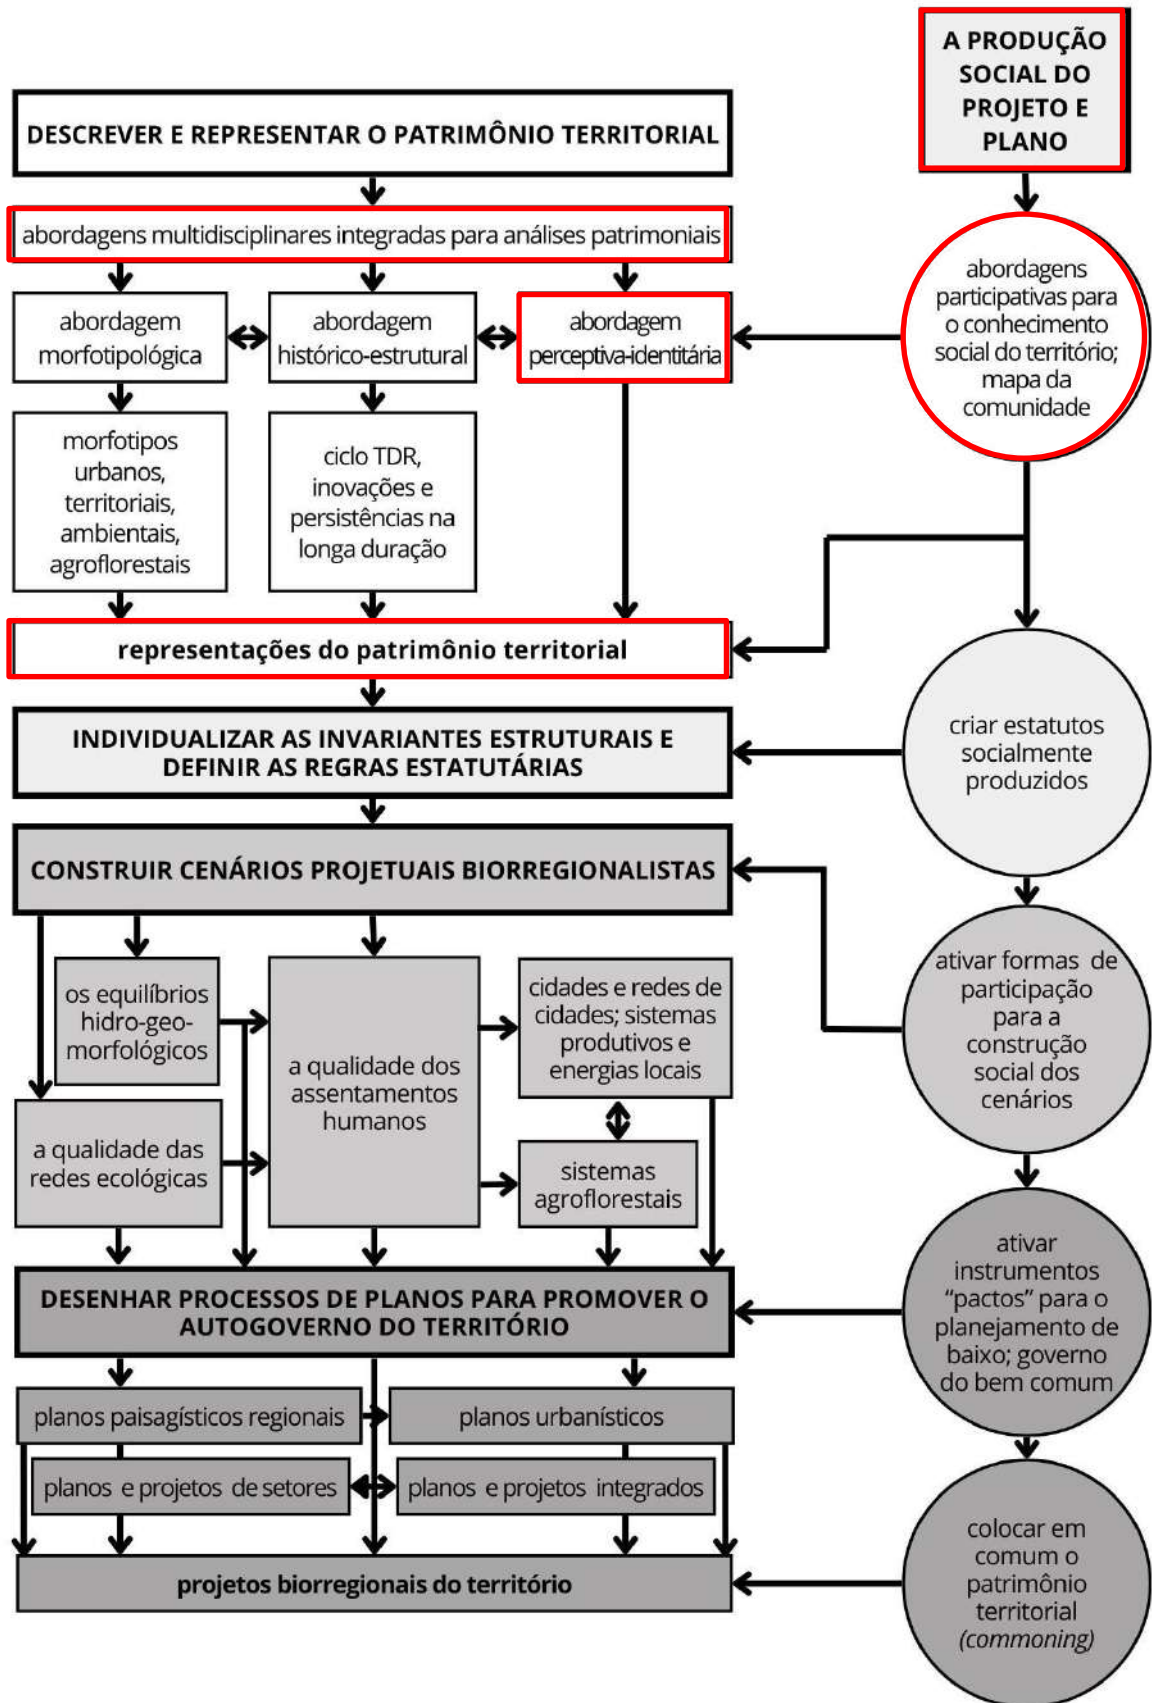 A PRODUÇÃO
SOCIAL DO
PROJETO E
PLANO
DESCREVER E REPRESENTAR O PATRIMÔNIO TERRITORIAL
abordagens multidisciplinares integradas para análises patrimoniais
abordagem
morfotipológica
abordagem
histórico-estrutural
abordagem
perceptiva-identitária
abordagens
participativas para
o conhecimento
social do território;
mapa da
comunidade
morfotipos
urbanos,
territoriais,
ambientais,
agroflorestais
ciclo TDR,
inovações e
persistências na
longa duração
representações do patrimônio territorial
INDIVIDUALIZAR AS INVARIANTES ESTRUTURAIS E
DEFINIR AS REGRAS ESTATUTÁRIAS
criar estatutos
socialmente
produzidos
CONSTRUIR CENÁRIOS PROJETUAIS BIORREGIONALISTAS
os equilíbrios
hidro-geo-
morfológicos
a qualidade das
redes ecológicas
a qualidade dos
assentamentos
humanos
cidades e redes de
cidades; sistemas
produtivos e
energias locais
sistemas
agroflorestais
ativar formas de
participação
para a
construção
social dos
cenários
DESENHAR PROCESSOS DE PLANOS PARA PROMOVER O
AUTOGOVERNO DO TERRITÓRIO
ativar
instrumentos
“pactos” para o
planejamento de
baixo; governo
do bem comum
planos paisagísticos regionais
planos urbanísticos
planos e projetos de setores
planos e projetos integrados
projetos biorregionais do território
colocar em
comum o
patrimônio
territorial
(commoning)